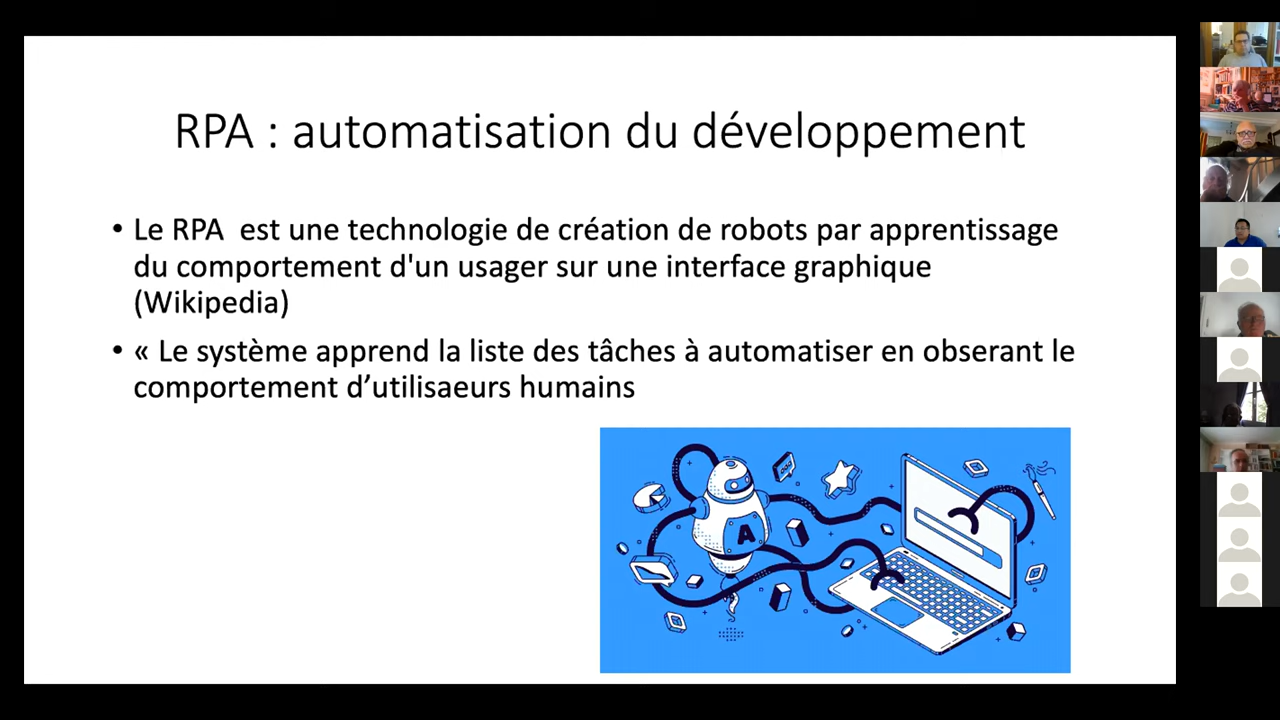 RPA : automatisation du développement
• Le RPA  est une technologie de création de robots par apprentissage
du comportement d'un usager sur une interface graphique
(Wikipedia)
• « Le système apprend la liste des tâches à automatiser en obserant le
comportement d’utilisaeurs humains
A